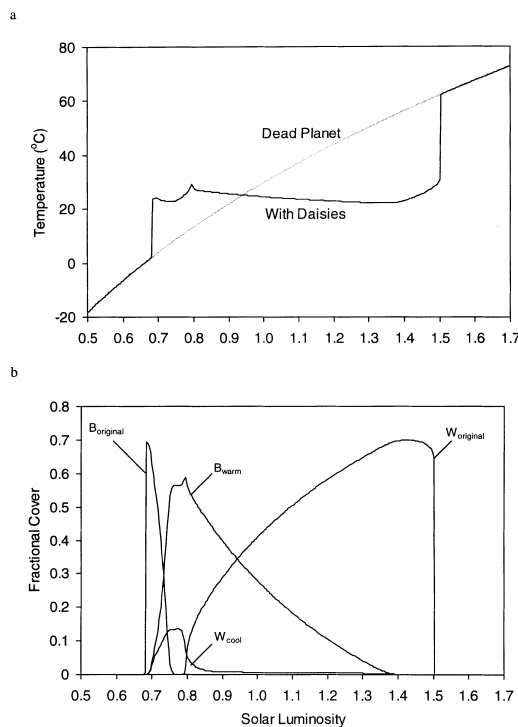 a
80
60
40
20
0
-20
Temperature (°C)
Dead Planet
With Daisies
0.5 0.6 0.7 0.8 0.9 1.0 1.1 1.2 1.3 1.4 1.5 1.6 1.7
b
0.8
0.7
0.6
0.5
0.4
0.3
0.2
0.1
0
Fractional Cover
Boriginal
Bwarm
Woriginal
Wcool
0.5 0.6 0.7 0.8 0.9 1.0 1.1 1.2 1.3 1.4 1.5 1.6 1.7
Solar Luminosity